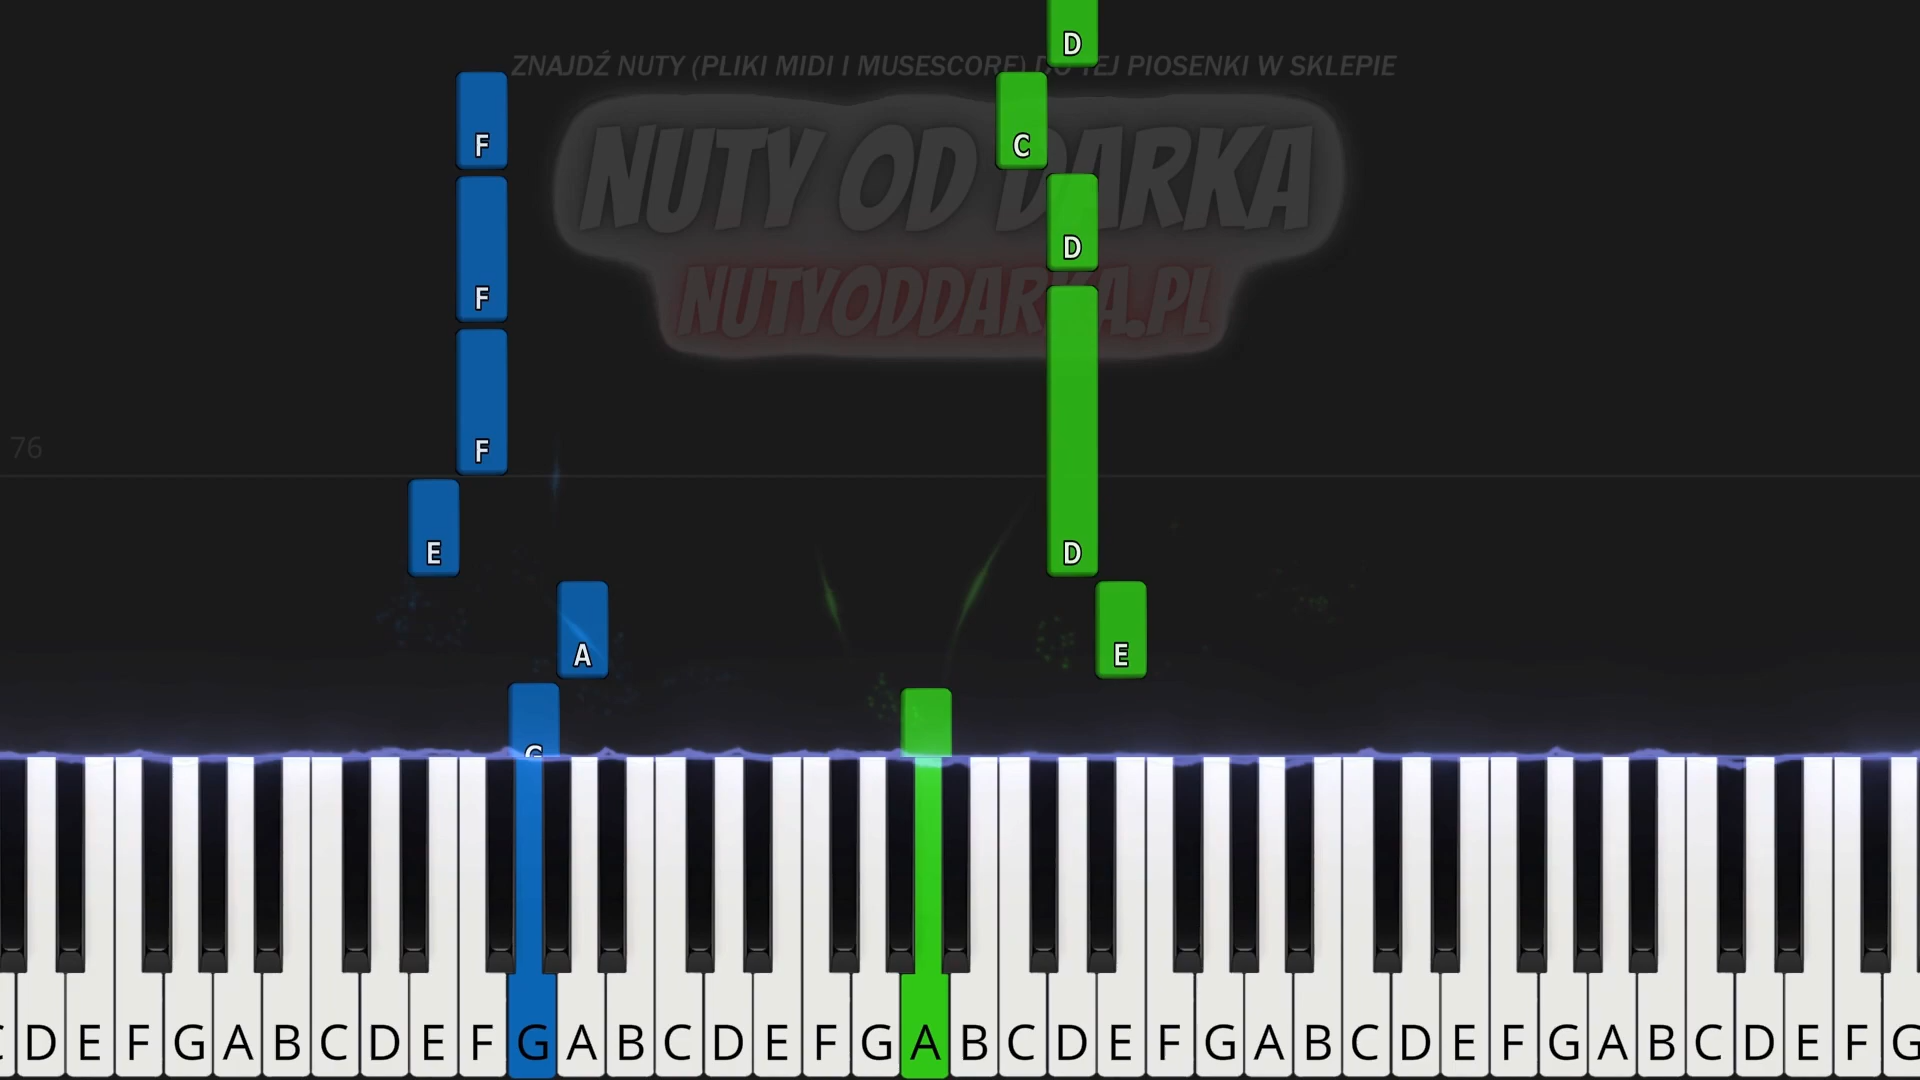 D
ZNAJDŹ NUTY (PLIKI MIDI I MUSESCORE) DO TEJ PIOSENKI W SKLEPIE
F C
NUTY OD DARKA
D
F
NUTYODDARKA.PL
76
F
E D
A E
G
C D E F G A B C D E F G A B C D E F G A B C D E F G A B C D E F G A B C D E F G